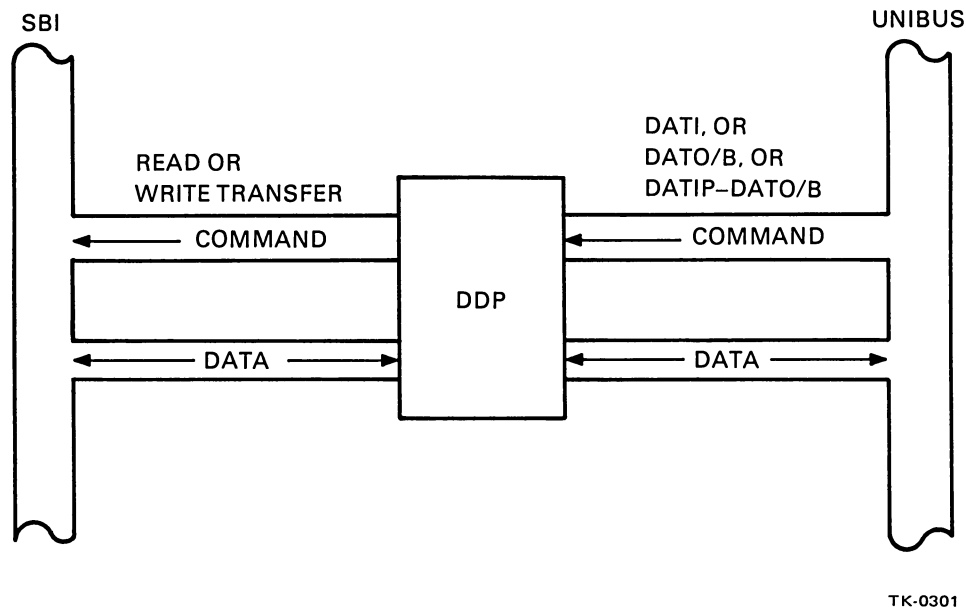 SBI
UNIBUS
READ OR
WRITE TRANSFER
DATI, OR
DATO/B, OR
DATIP–DATO/B
COMMAND
COMMAND
DDP
DATA
DATA
TK-0301